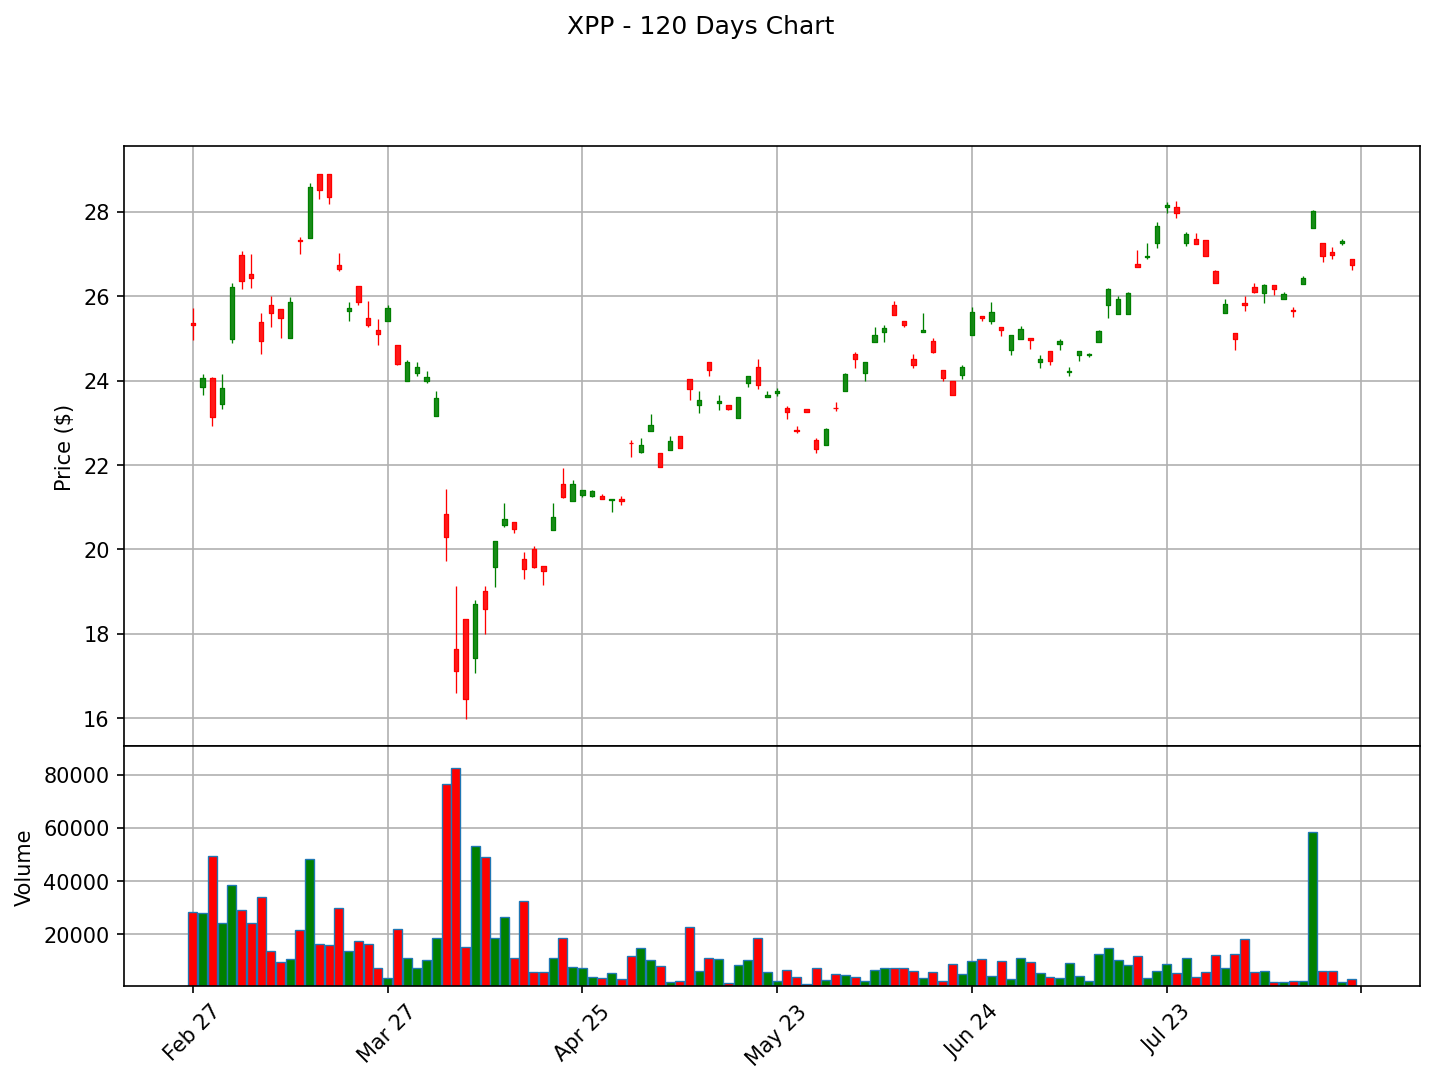 XPP - 120 Days Chart
Price ($)
28
26
24
22
20
18
16
Volume
80000
60000
40000
20000
Feb 27
Mar 27
Apr 25
May 23
Jun 24
Jul 23